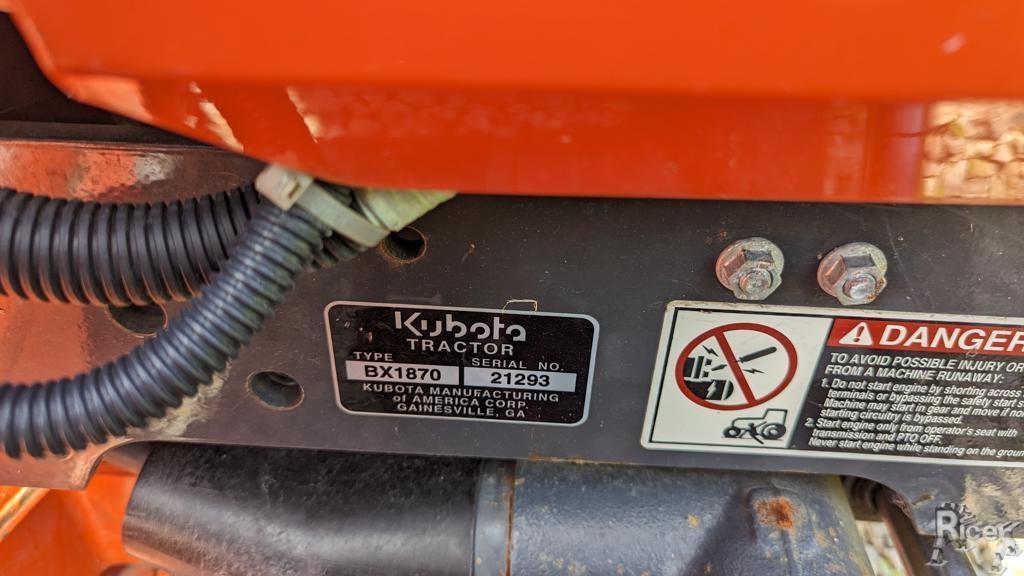 Kubota
TRACTOR
TYPE SERIAL NO.
BX1870 21293
KUBOTA MANUFACTURING
of AMERICA CORP.
GAINESVILLE, GA
DANGER
TO AVOID POSSIBLE INJURY OR
FROM A MACHINE RUNAWAY:
1. Do not start engine by shorting across
terminals or bypassing the safety start s
Machine may start in gear and move if no
starting circuitry is bypassed.
2. Start engine only from operator's seat with
transmission and PTO OFF.
Never start engine while standing on the groun
Ricer